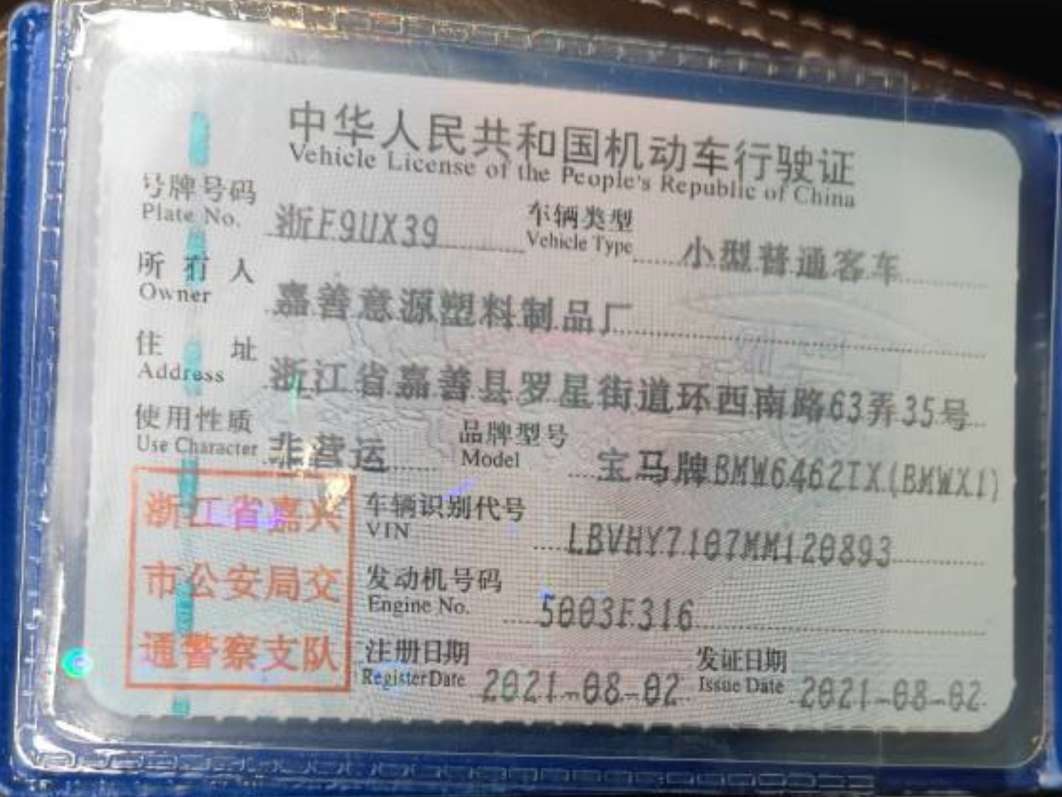 中华人民共和国机动车行驶证
Vehicle License of the People's Republic of China
号牌号码 浙F9UX39 车辆类型 小型普通客车
Plate No. Vehicle Type
所有人 嘉善意源塑料制品厂
Owner
住址 浙江省嘉善县罗星街道环西南路63弄35号
Address
使用性质 非营运 品牌型号 宝马牌BMW6462IX(BMWX1)
Use Character Model
浙江省嘉兴
市公安局交
通警察支队
车辆识别代号 LBVHY7107MM120893
VIN
发动机号码 5003F316
Engine No.
注册日期 2021-08-02 发证日期 2021-08-02
Register Date Issue Date